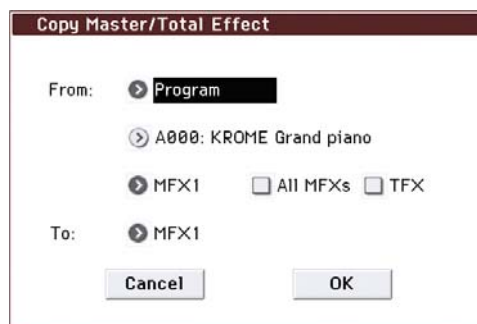 Copy Master/Total Effect
From: Program
A000: KROME Grand piano
MFX1 All MFXs TFX
To: MFX1
Cancel OK